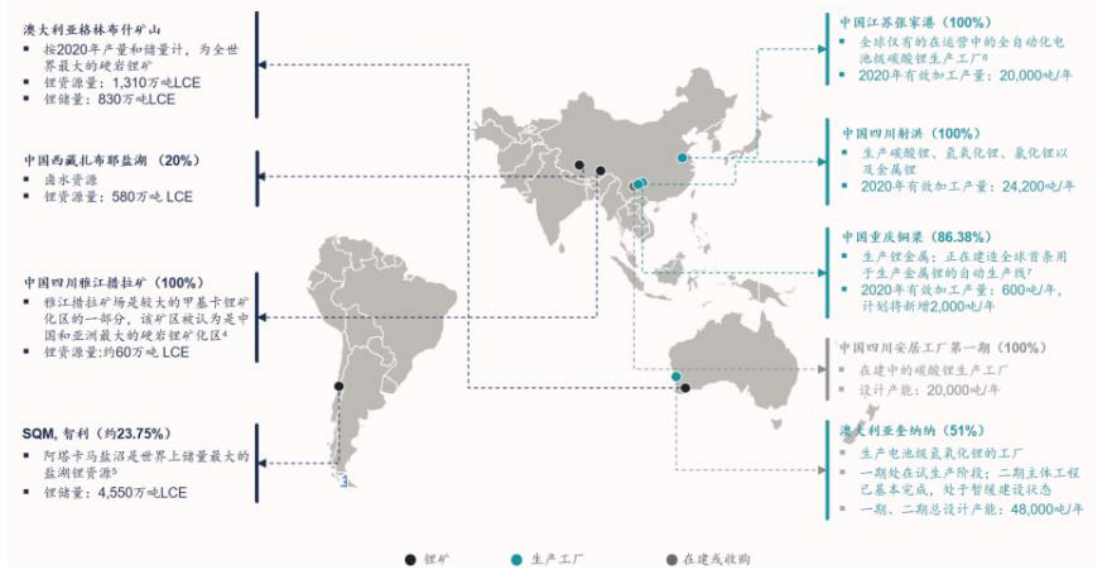 澳大利亚格林布什矿山
▪ 按2020年产量和储量计，为全世
界最大的硬岩锂矿
▪ 锂资源量：1,310万吨LCE
▪ 锂储量：830万吨LCE
中国西藏扎布耶盐湖 （20%）
▪ 卤水资源
▪ 锂资源量：580万吨 LCE
中国四川雅江措拉矿（100%）
▪ 雅江措拉矿场是较大的甲基卡锂矿
化区的一部分，该矿区被认为是中
国和亚洲最大的硬岩锂矿化区4
▪ 锂资源量:约60万吨 LCE
SQM, 智利（约23.75%）
▪ 阿塔卡马盐沼是世界上储量最大的
盐湖锂资源5
▪ 锂储量：4,550万吨LCE
中国江苏张家港（100%）
▪ 全球仅有的在运营中的全自动化电
池级碳酸锂生产工厂6
▪ 2020年有效加工产量：20,000吨/年
中国四川射洪（100%）
▪ 生产碳酸锂、氢氧化锂、氯化锂以
及金属锂
▪ 2020年有效加工产量：24,200吨/年
中国重庆铜梁（86.38%）
▪ 生产锂金属；正在建造全球首条用
于生产金属锂的自动生产线7
▪ 2020年有效加工产量：600吨/年，
计划将新增2,000吨/年
中国四川安居工厂第一期（100%）
▪ 在建中的碳酸锂生产工厂
▪ 设计产能：20,000吨/年
澳大利亚奎纳纳（51%）
▪ 生产电池级氢氧化锂的工厂
▪ 一期处在试生产阶段；二期主体工程
已基本完成，处于暂缓建设状态
▪ 一期、二期总设计产能：48,000吨/年
锂矿 生产工厂 在建或收购